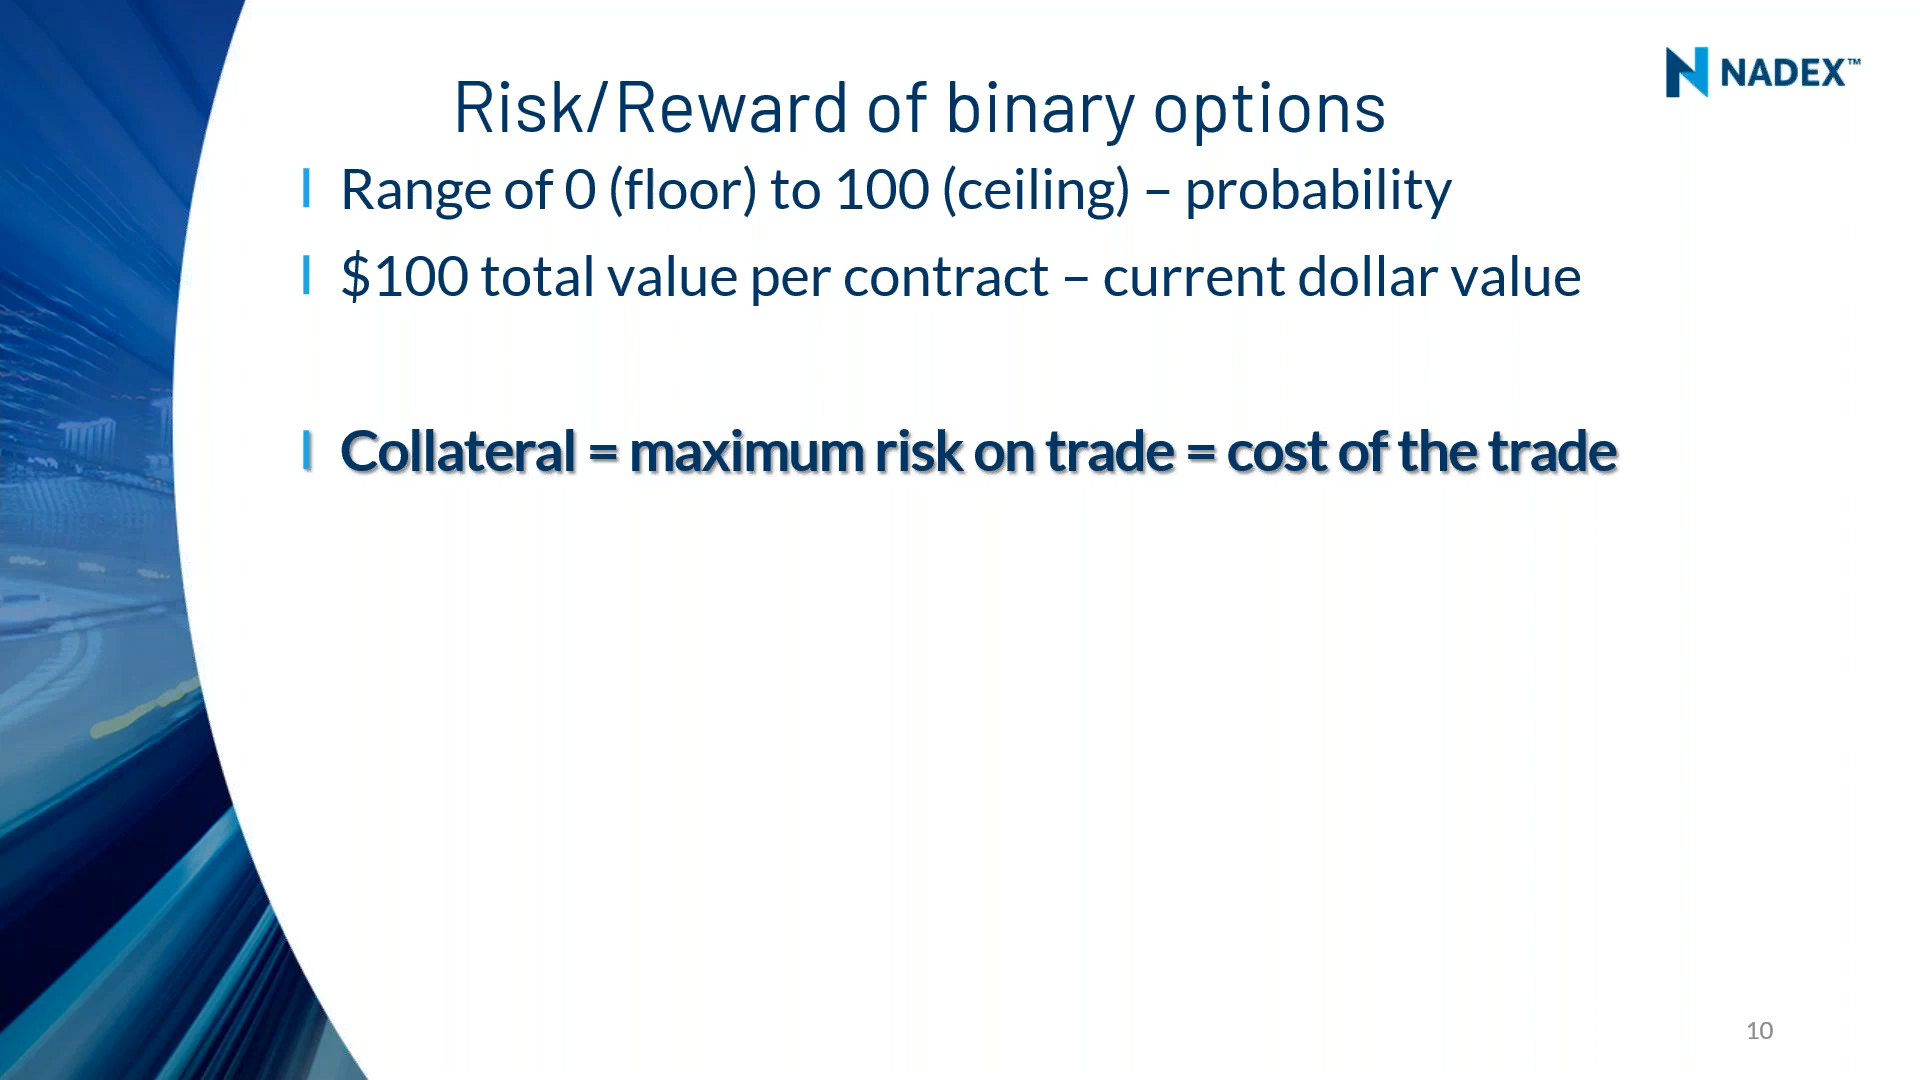 NADEX™
Risk/Reward of binary options
Range of 0 (floor) to 100 (ceiling) – probability
$100 total value per contract – current dollar value
Collateral = maximum risk on trade = cost of the trade
10